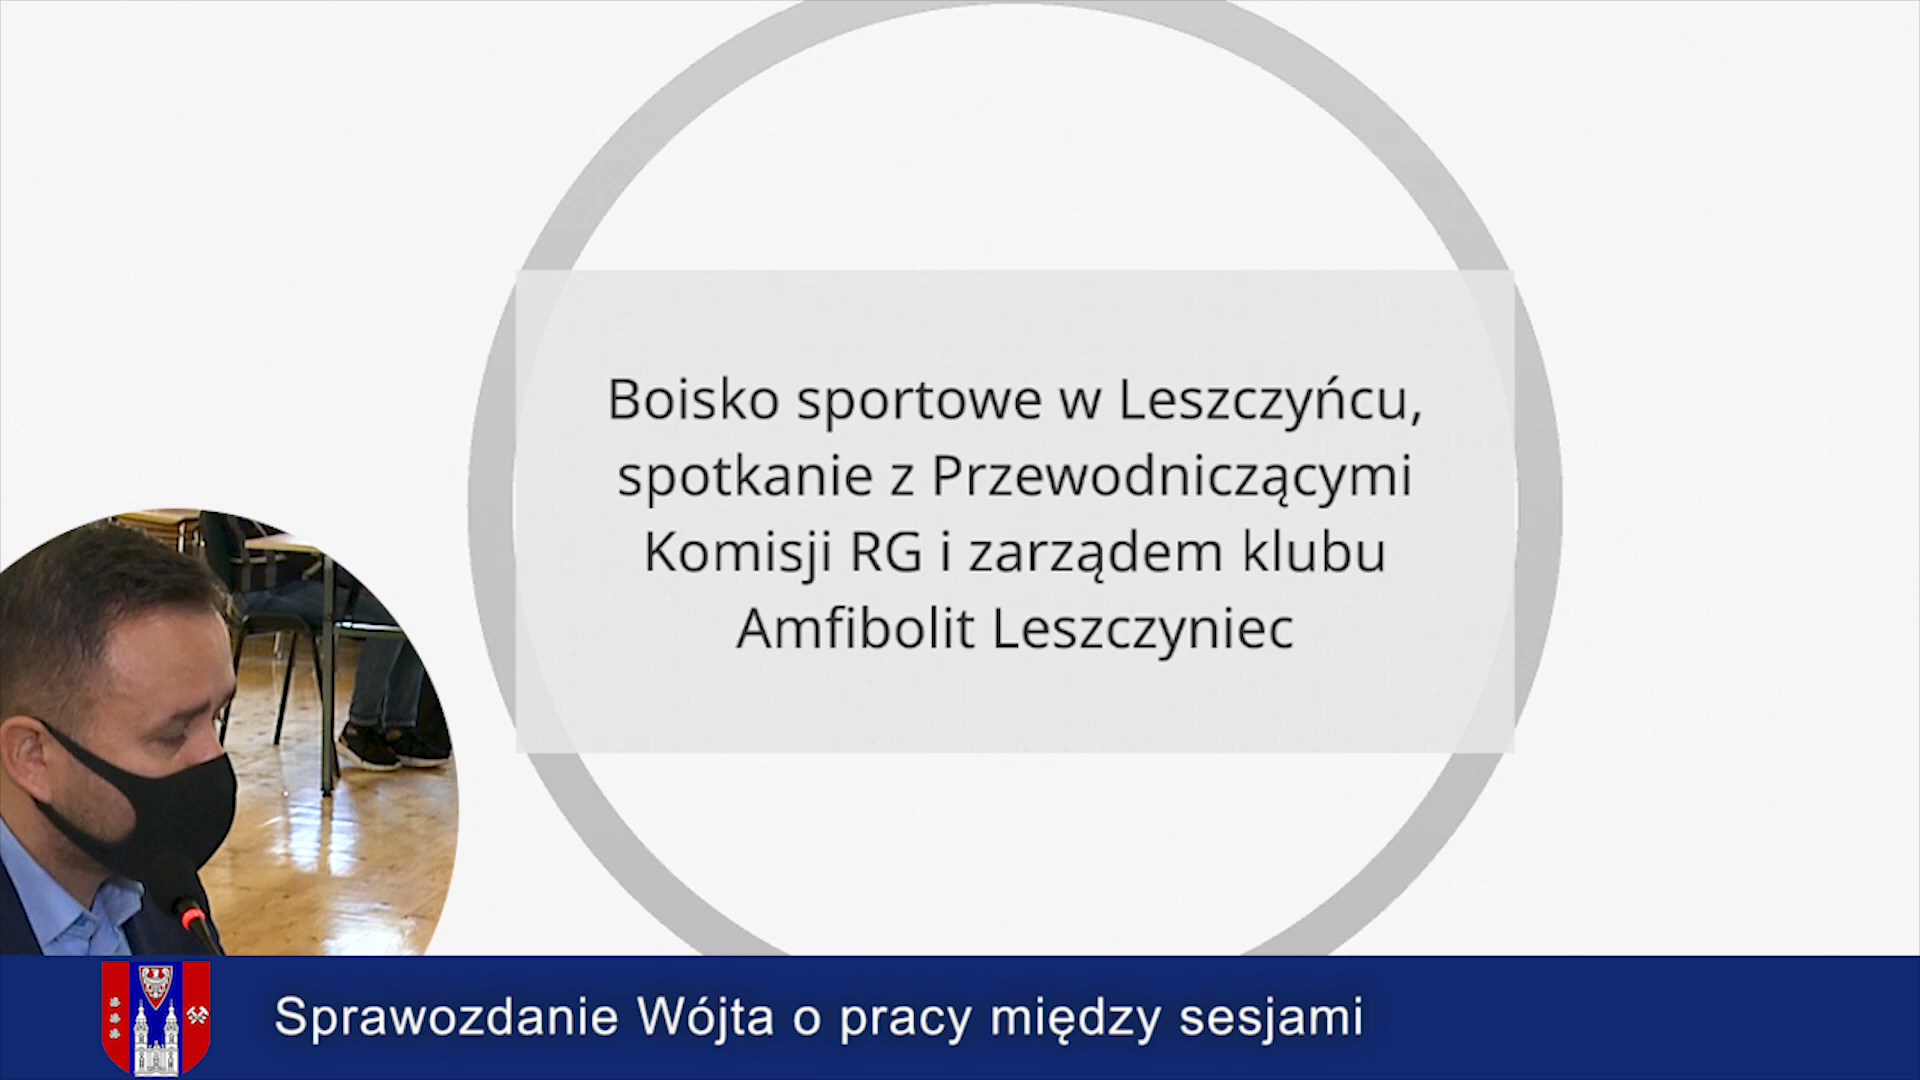 Boisko sportowe w Leszczyńcu,
spotkanie z Przewodniczącymi
Komisji RG i zarządem klubu
Amfibolit Leszczyniec
Sprawozdanie Wójta o pracy między sesjami